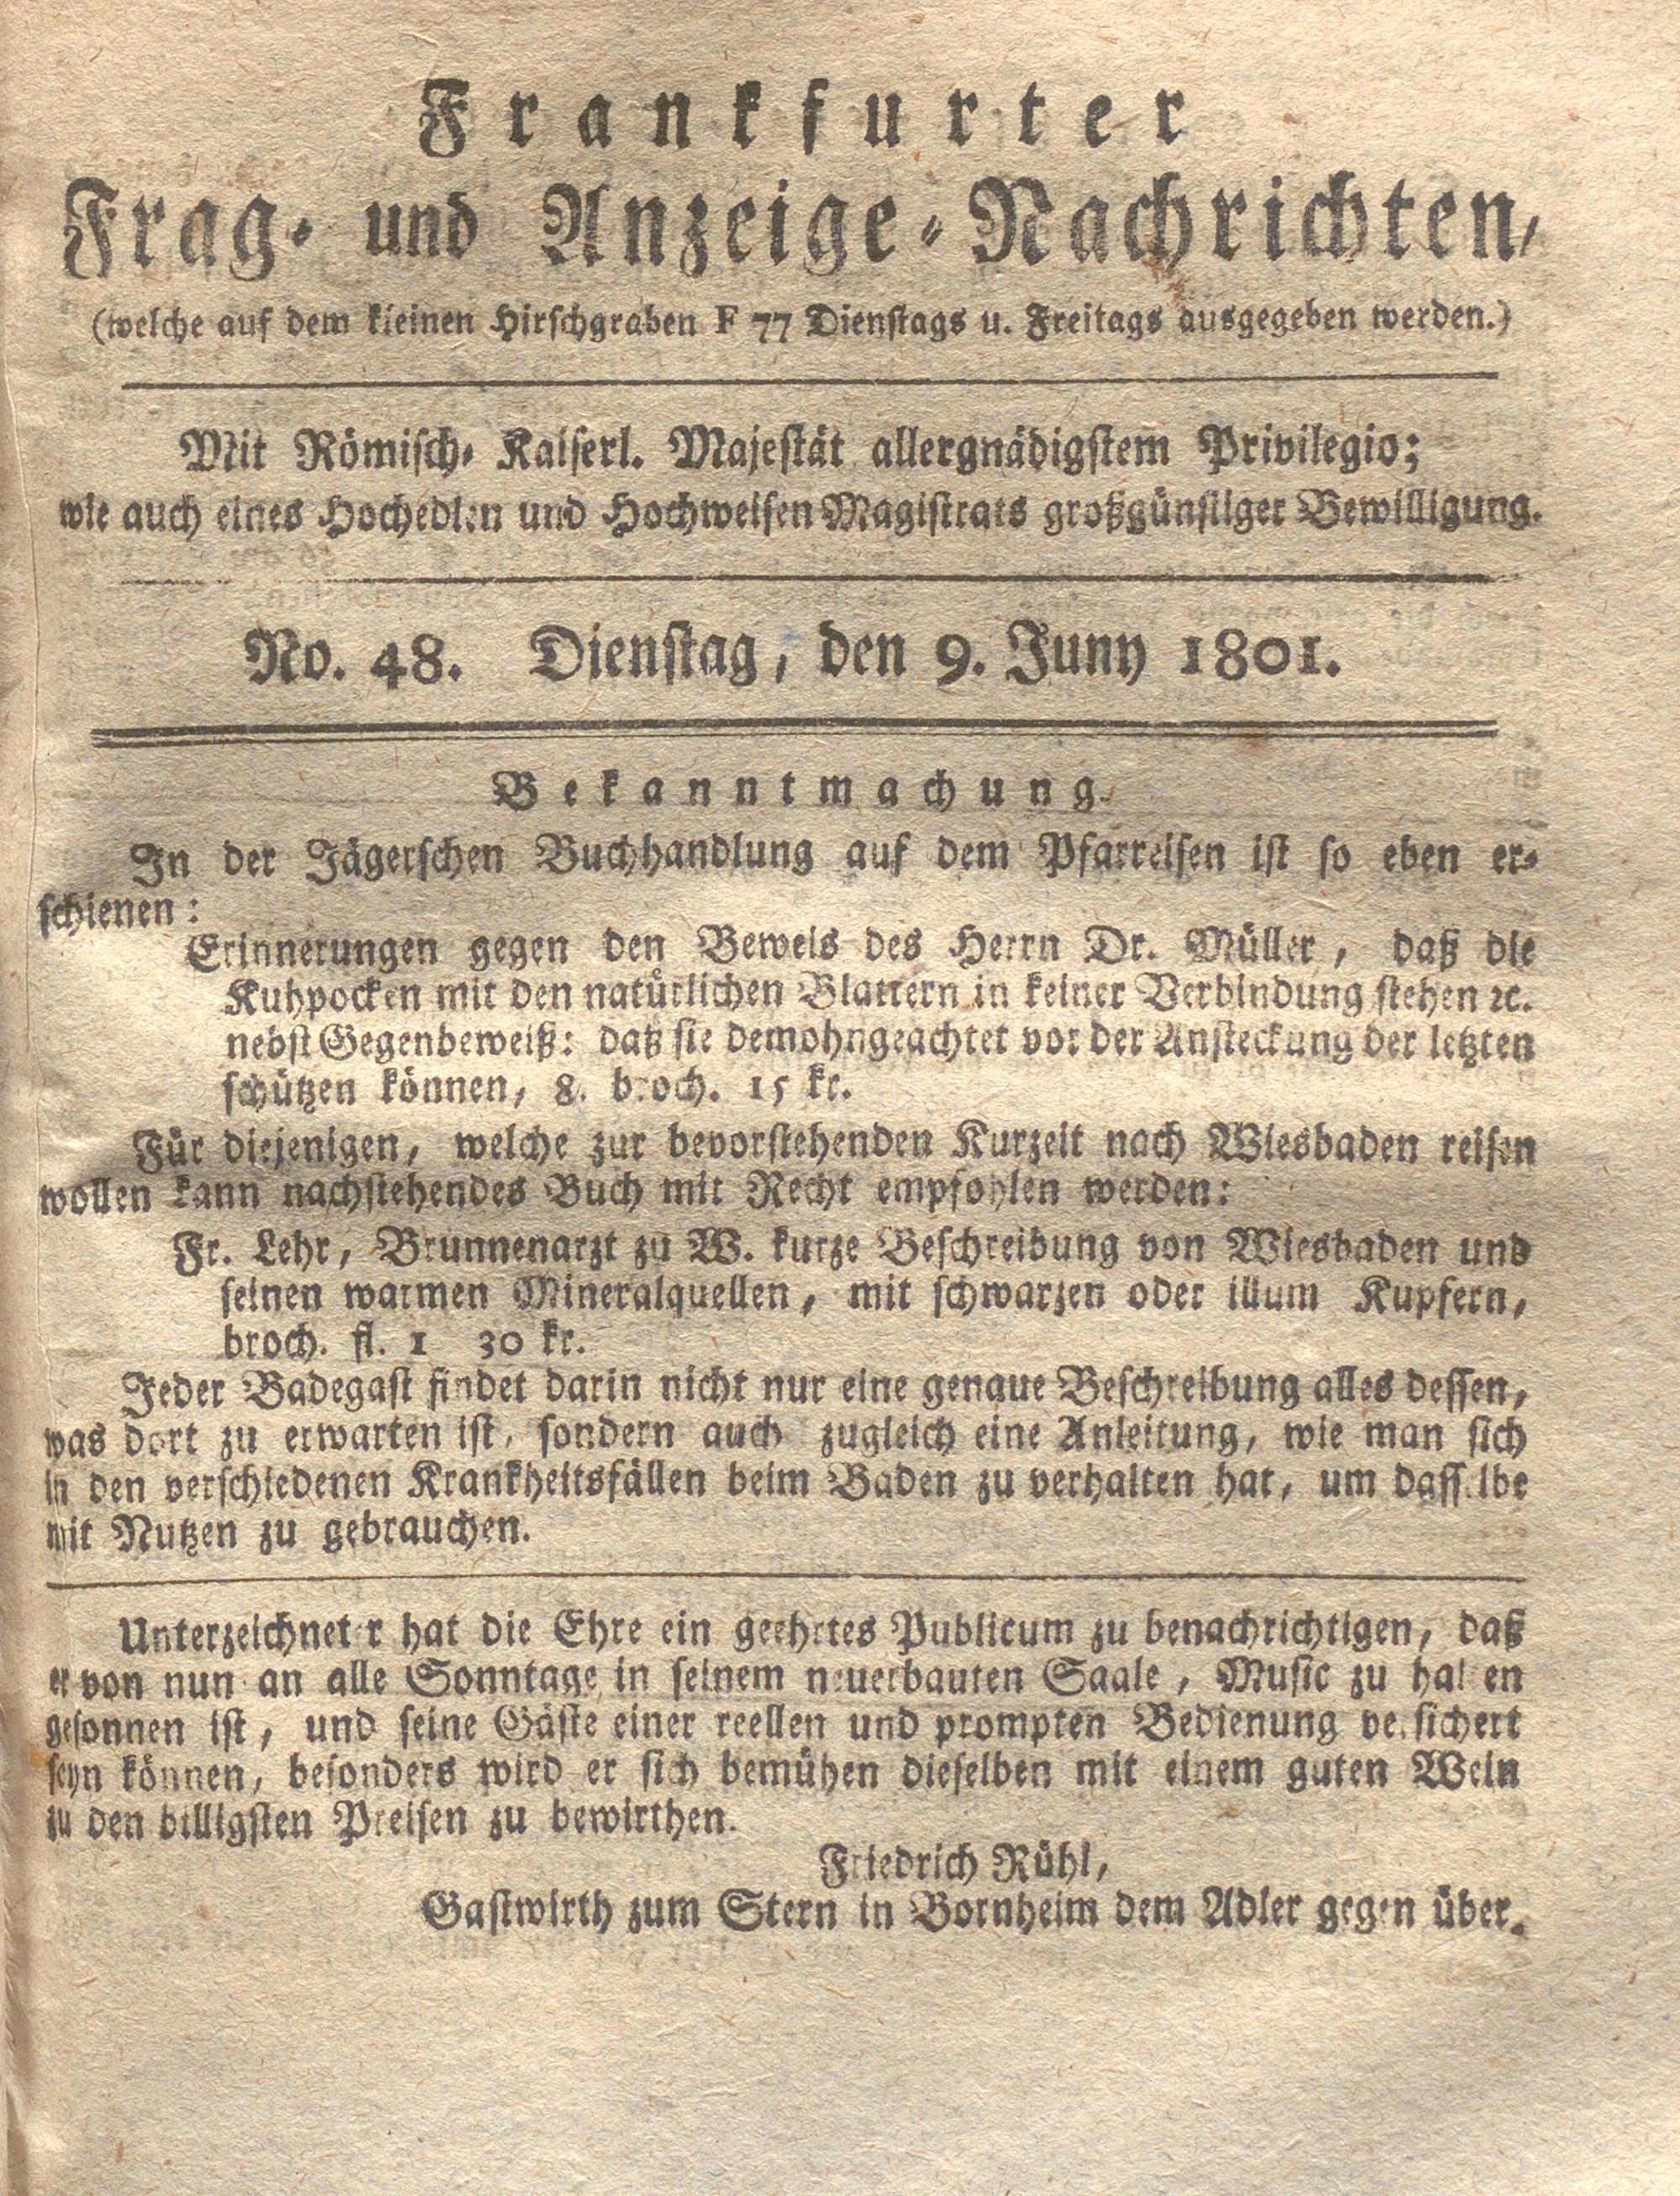 Frankfurter
Frag- und Anzeige-Nachrichten,
(welche auf dem kleinen Hirschgraben F 77 Dienstags u. Freitags ausgegeben werden.)
Mit Römisch- Kaiserl. Majestät allergnädigstem Privilegio;
wie auch eines Hochedlen und Hochweisen Magistrats großgünstiger Bewilligung.
No. 48. Dienstag, den 9. Juny 1801.
Bekanntmachung.
In der Jägerschen Buchhandlung auf dem Pfarreisen ist so eben er-
schienen:
Erinnerungen gegen den Beweis des Herrn Dr. Müller, daß die
Kuhpocken mit den natürlichen Blattern in keiner Verbindung stehen ꝛc.
nebst Gegenbeweiß: daß sie demohngeachtet vor der Ansteckung der letzten
schützen können, 8. broch. 15 kr.
Für diejenigen, welche zur bevorstehenden Kurzeit nach Wiesbaden reisen
wollen kann nachstehendes Buch mit Recht empfohlen werden:
Fr. Lehr, Brunnenarzt zu W. kurze Beschreibung von Wiesbaden und
seinen warmen Mineralquellen, mit schwarzen oder illum Kupfern,
broch. fl. 1 30 kr.
Jeder Badegast findet darin nicht nur eine genaue Beschreibung alles dessen,
was dort zu erwarten ist, sondern auch zugleich eine Anleitung, wie man sich
in den verschiedenen Krankheitsfällen beim Baden zu verhalten hat, um dasselbe
mit Nutzen zu gebrauchen.
Unterzeichneter hat die Ehre ein geehrtes Publicum zu benachrichtigen, daß
er von nun an alle Sonntage in seinem neuerbauten Saale, Music zu halten
gesonnen ist, und seine Gäste einer reellen und prompten Bedienung versichert
seyn können, besonders wird er sich bemühen dieselben mit einem guten Wein
zu den billigsten Preisen zu bewirthen.
Friedrich Rühl,
Gastwirth zum Stern in Bornheim dem Adler gegen über.